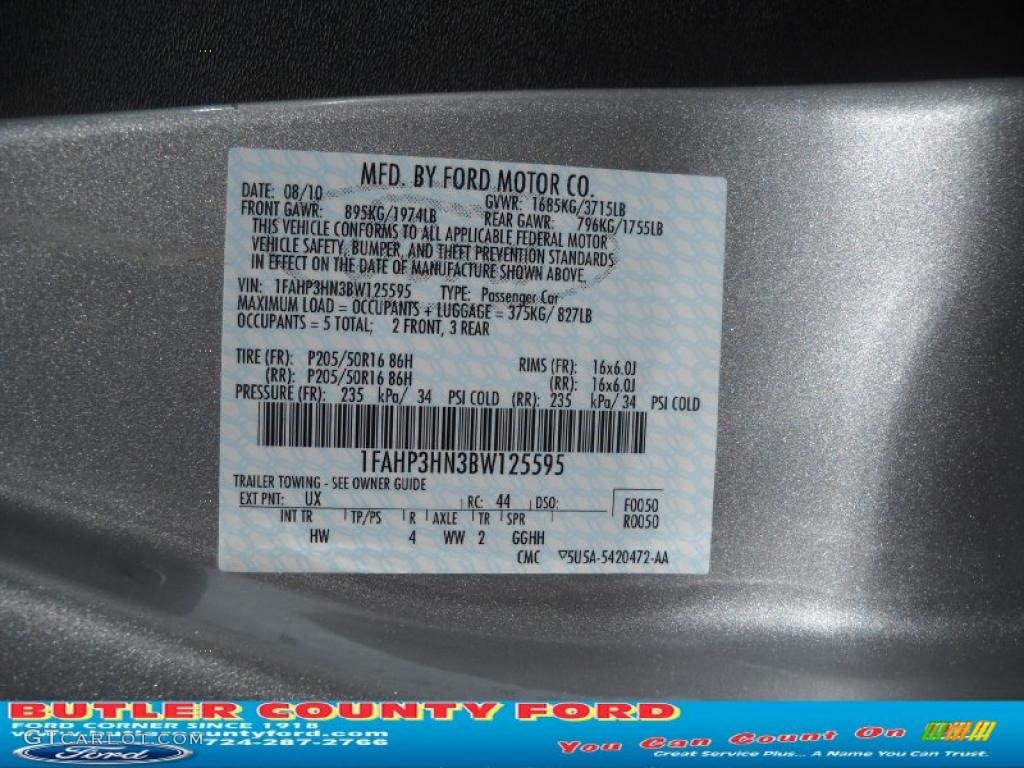 MFD. BY FORD MOTOR CO.
DATE: 08/10 GVWR: 1685KG/3715LB
FRONT GAWR: 895KG/1974LB REAR GAWR: 796KG/1755LB
THIS VEHICLE CONFORMS TO ALL APPLICABLE FEDERAL MOTOR
VEHICLE SAFETY, BUMPER, AND THEFT PREVENTION STANDARDS
IN EFFECT ON THE DATE OF MANUFACTURE SHOWN ABOVE.
VIN: 1FAHP3HN3BW125595 TYPE: Passenger Car
MAXIMUM LOAD = OCCUPANTS + LUGGAGE = 375KG/ 827LB
OCCUPANTS = 5 TOTAL; 2 FRONT, 3 REAR
TIRE (FR): P205/50R16 86H RIMS (FR): 16x6.0J
(RR): P205/50R16 86H (RR): 16x6.0J
PRESSURE (FR): 235 kPa/ 34 PSI COLD (RR): 235 kPa/ 34 PSI COLD
1FAHP3HN3BW125595
TRAILER TOWING - SEE OWNER GUIDE
EXT PNT: UX RC: 44 DSO: F0050
INT TR TP/PS R AXLE TR SPR R0050
HW 4 WW 2 GGHH
CMC 5U5A-5420472-AA
BUTLER COUNTY FORD
FORD CORNER SINCE 1918
www.butlercountyford.com
GTCarLot.com
724-287-2766
Ford
You Can Count On
Great Service Plus... A Name You Can Trust.